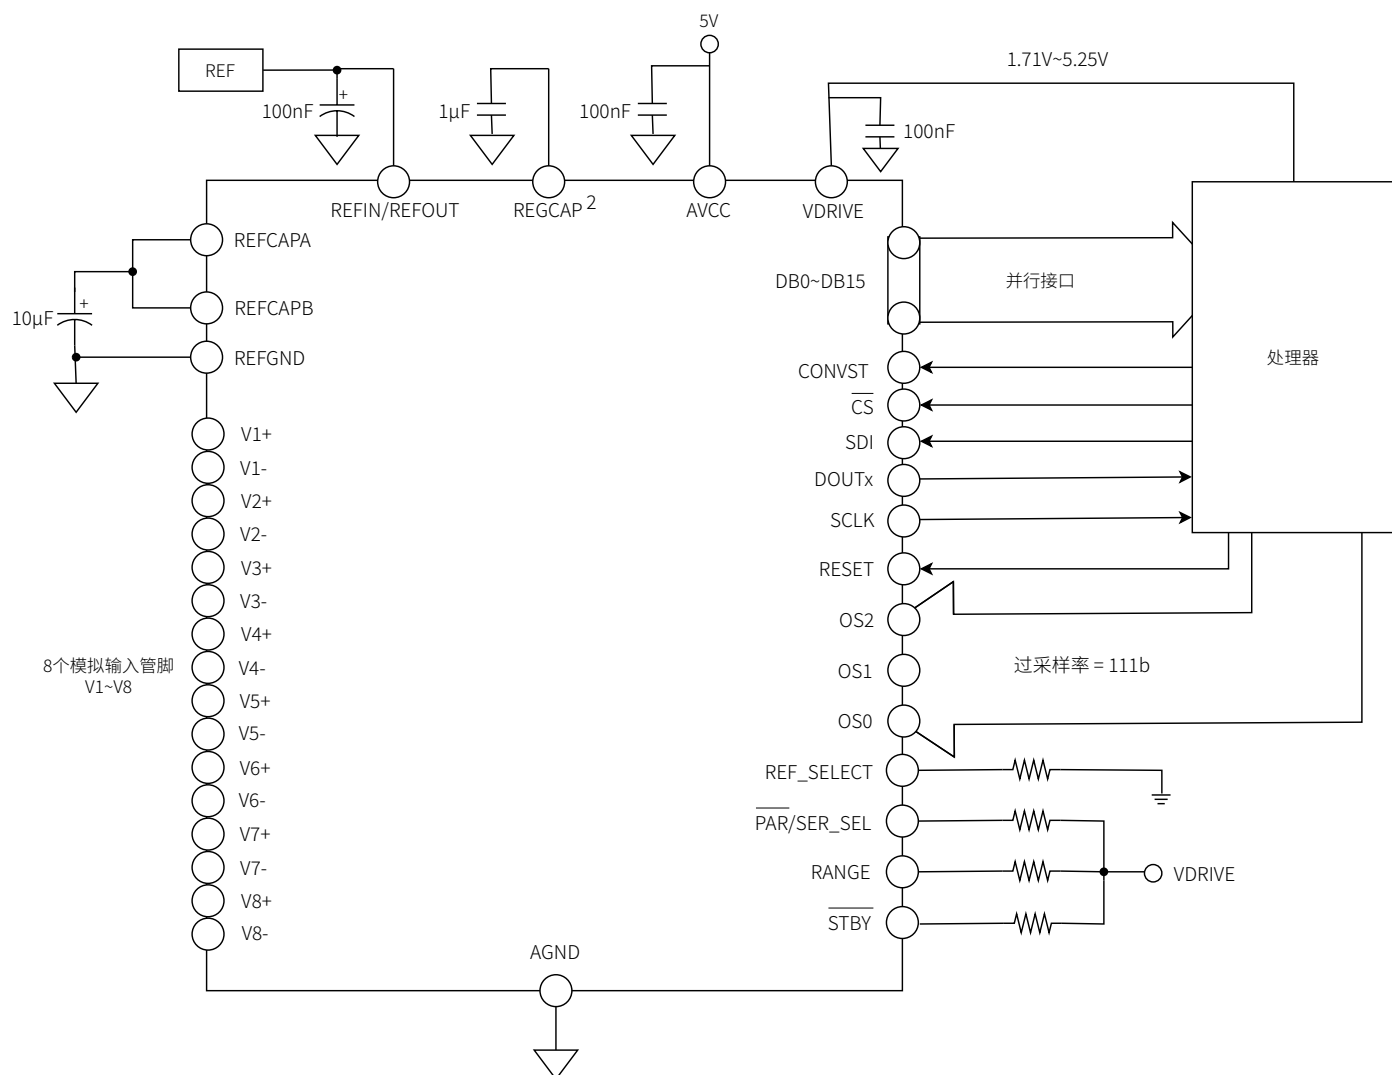 5V
1.71V~5.25V
REF
+
100nF
1μF
100nF
100nF
REFIN/REFOUT
REGCAP 2
AVCC
VDRIVE
REFCAPA
DB0~DB15
并行接口
+
10μF
REFCAPB
REFGND
处理器
CONVST
CS
SDI
DOUTx
SCLK
RESET
OS2
OS1
过采样率 = 111b
OS0
V1+
V1-
V2+
V2-
V3+
V3-
V4+
V4-
V5+
V5-
V6+
V6-
V7+
V7-
V8+
V8-
8个模拟输入管脚
V1~V8
REF_SELECT
PAR/SER_SEL
RANGE
VDRIVE
STBY
AGND